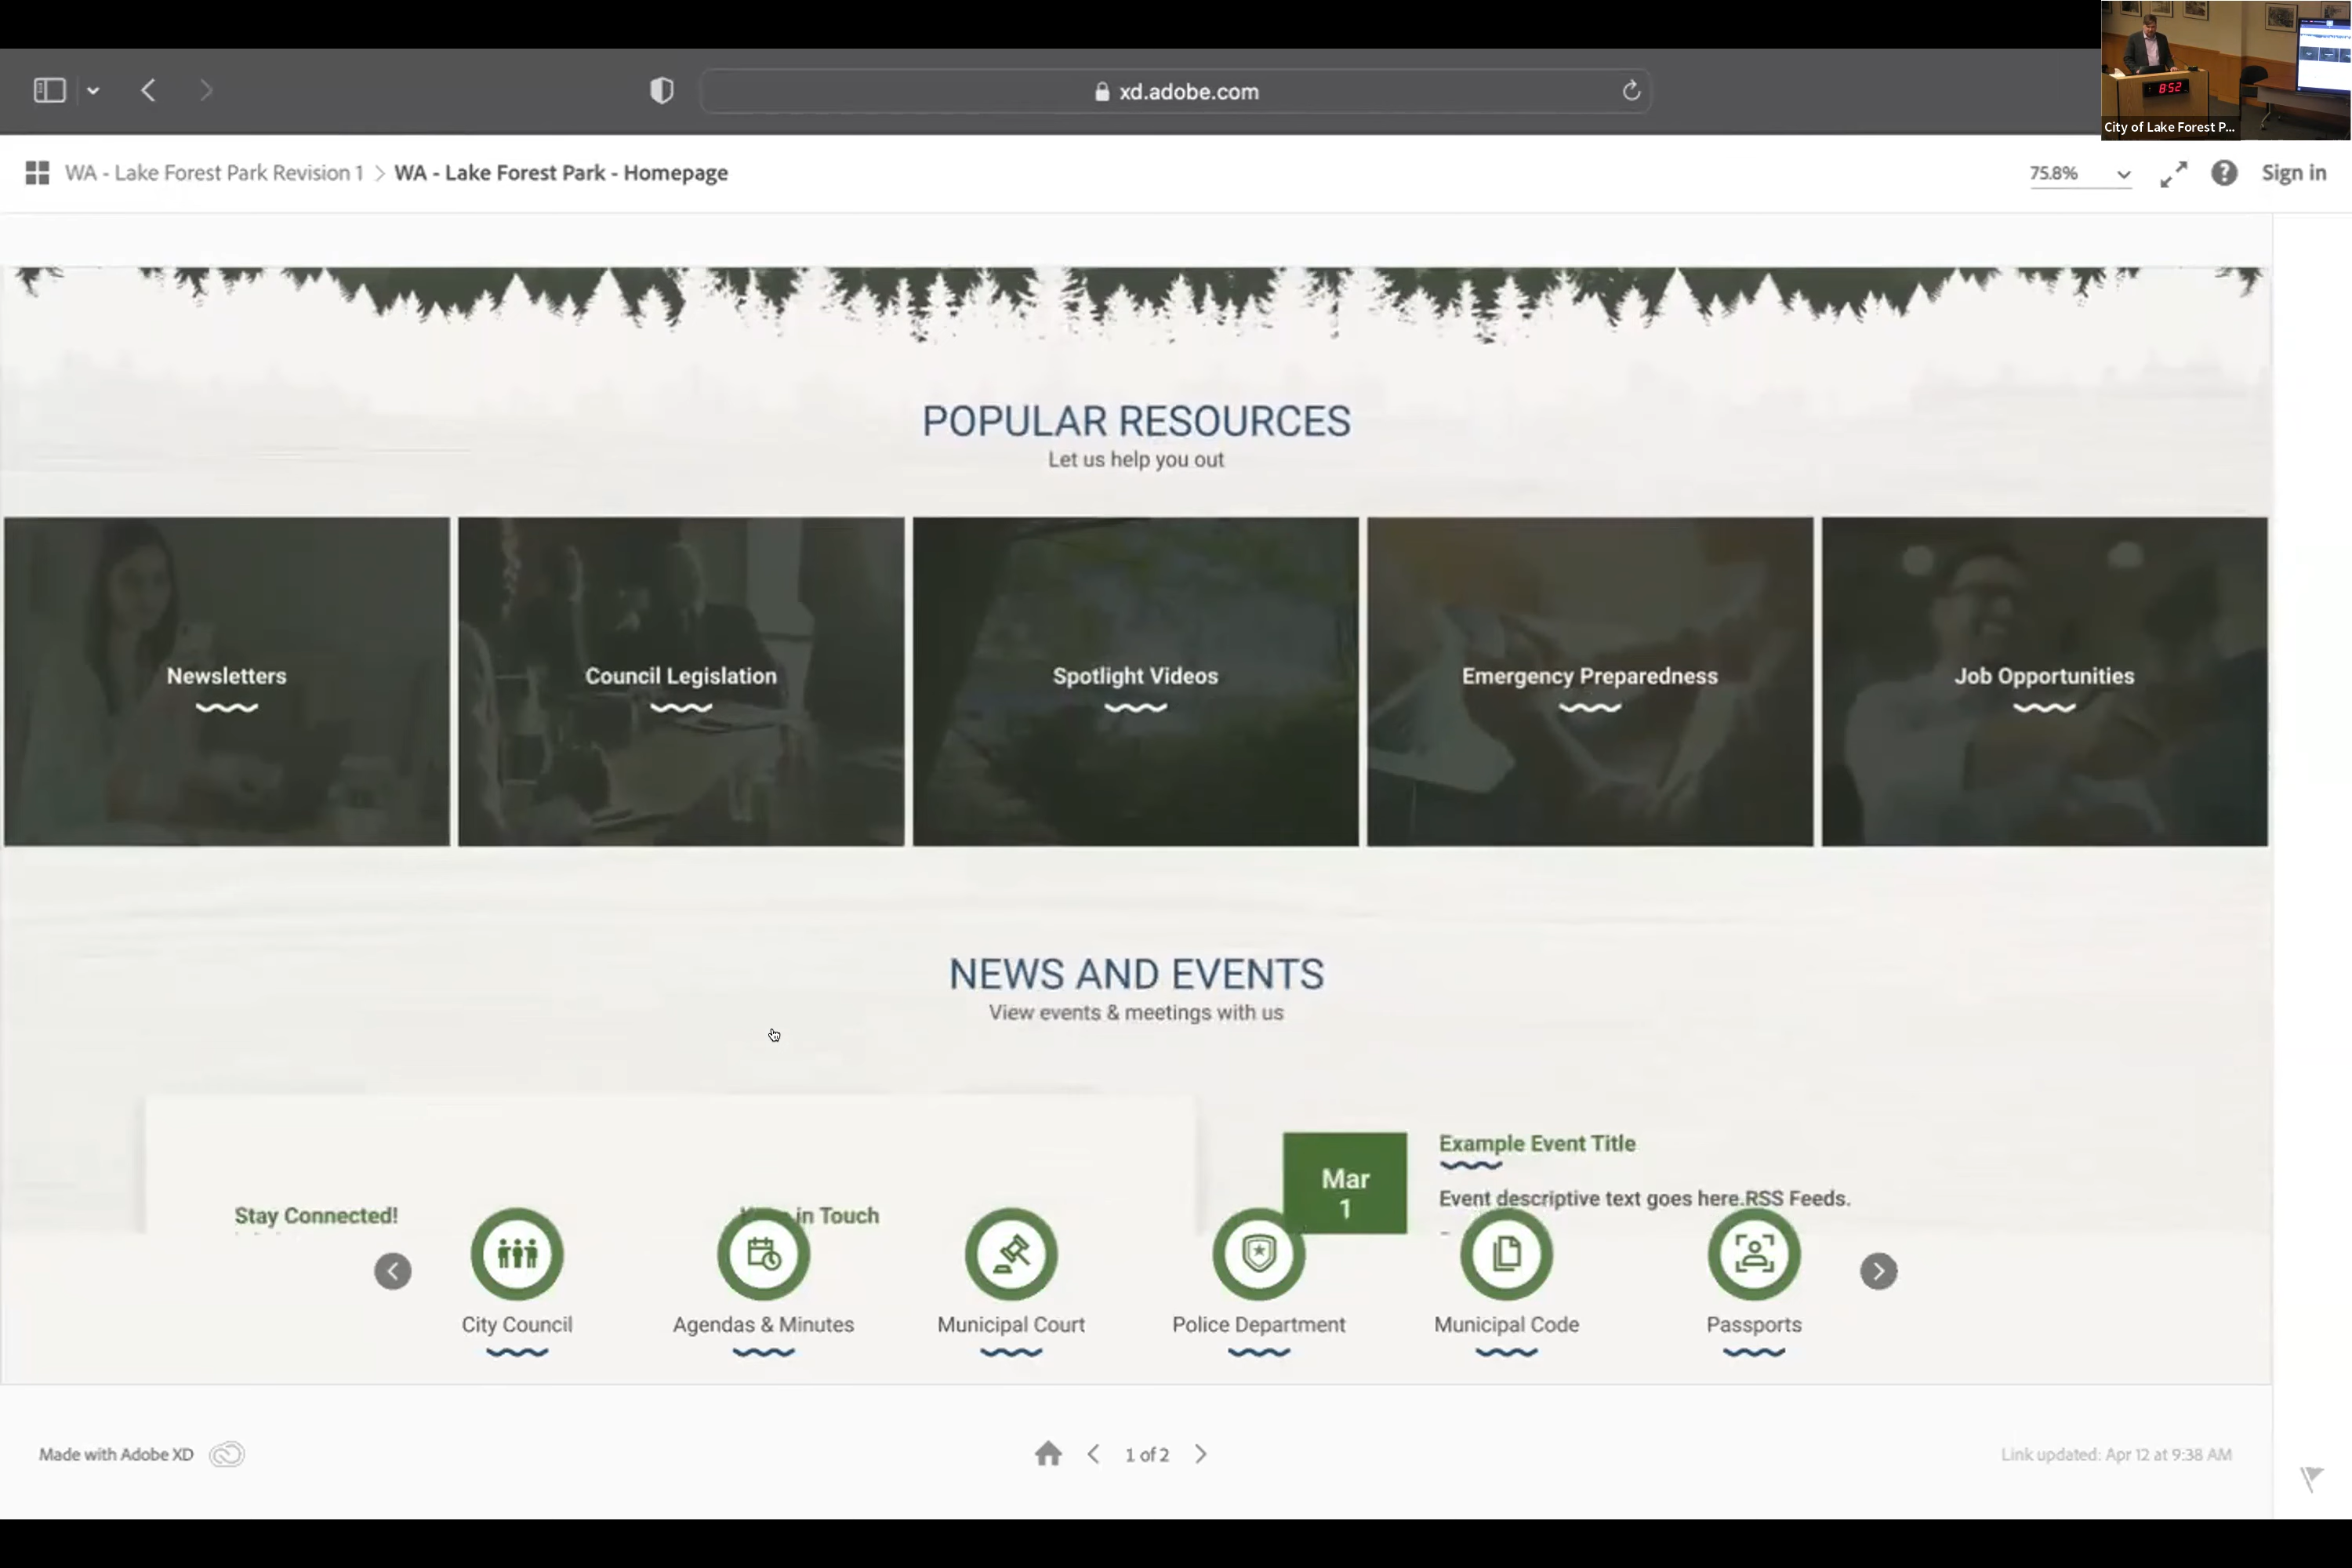 xd.adobe.com
8:52
City of Lake Forest P...
WA - Lake Forest Park Revision 1 > WA - Lake Forest Park - Homepage
75.8%
Sign in
POPULAR RESOURCES
Let us help you out
Newsletters
Council Legislation
Spotlight Videos
Emergency Preparedness
Job Opportunities
NEWS AND EVENTS
View events & meetings with us
Stay Connected!
in Touch
Mar
1
Example Event Title
Event descriptive text goes here.RSS Feeds.
City Council
Agendas & Minutes
Municipal Court
Police Department
Municipal Code
Passports
Made with Adobe XD
1 of 2
Link updated: Apr 12 at 9:38 AM